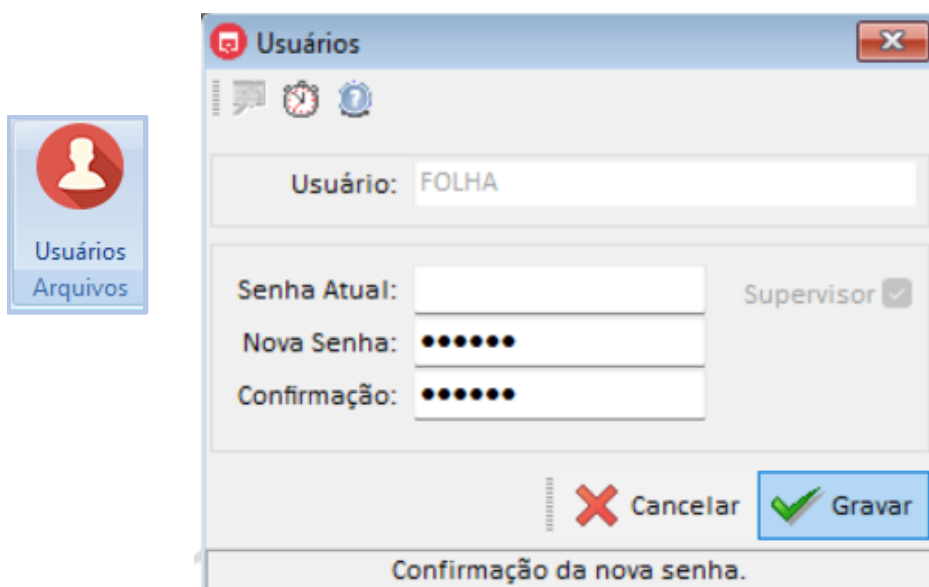 Usuários
Arquivos
Usuários
Usuário: FOLHA
Senha Atual:
Supervisor
Nova Senha: ●●●●●●
Confirmação: ●●●●●●
Cancelar
Gravar
Confirmação da nova senha.